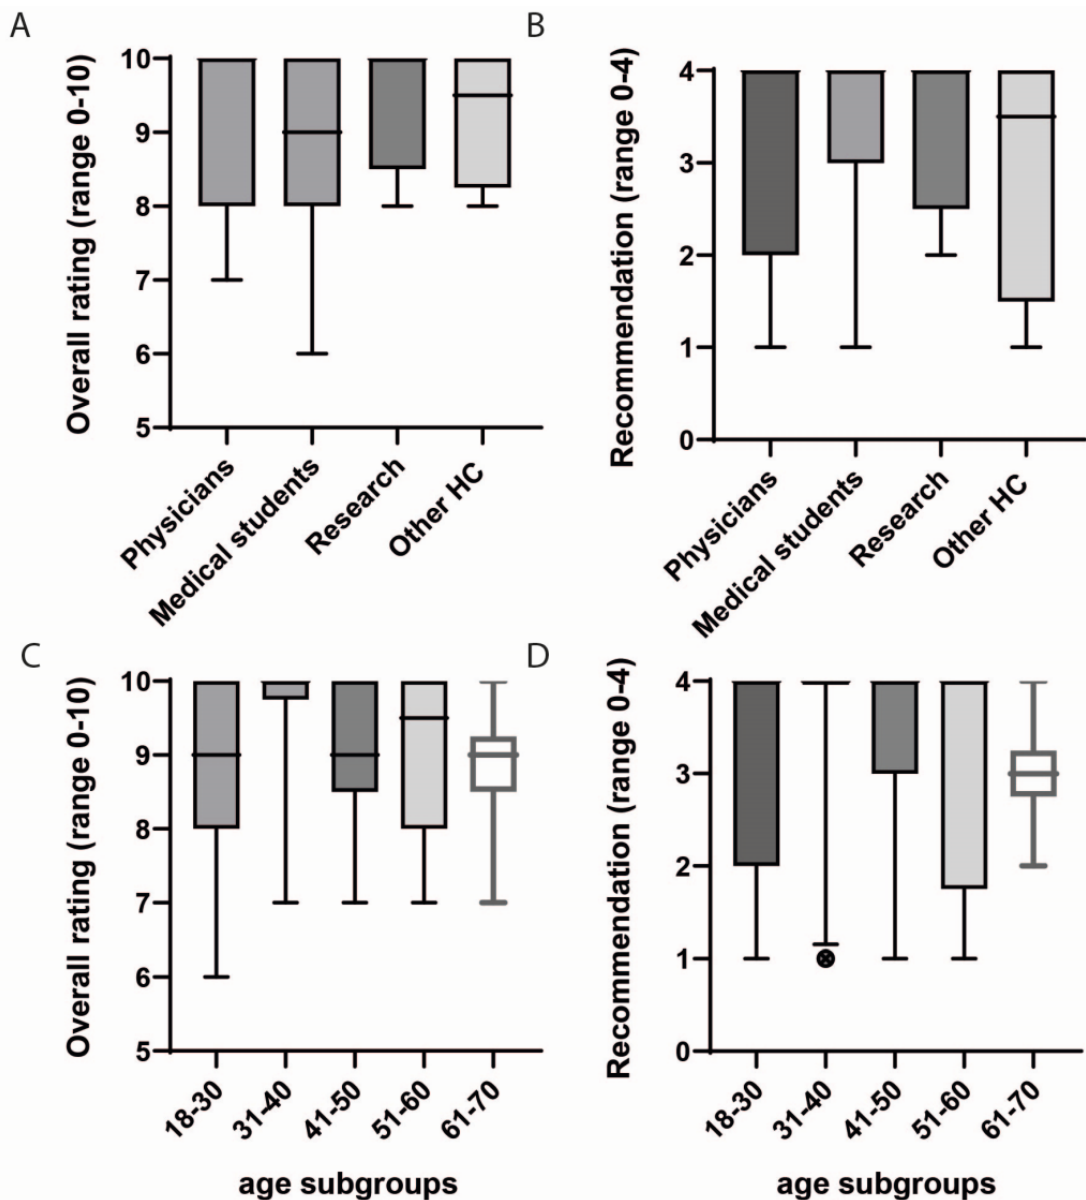 A
Overall rating (range 0-10)
10
9
8
7
6
5
Physicians
Medical students
Research
Other HC
B
Recommendation (range 0-4)
4
3
2
1
0
Physicians
Medical students
Research
Other HC
C
Overall rating (range 0-10)
10
9
8
7
6
5
18-30
31-40
41-50
51-60
61-70
age subgroups
D
Recommendation (range 0-4)
4
3
2
1
0
18-30
31-40
41-50
51-60
61-70
age subgroups